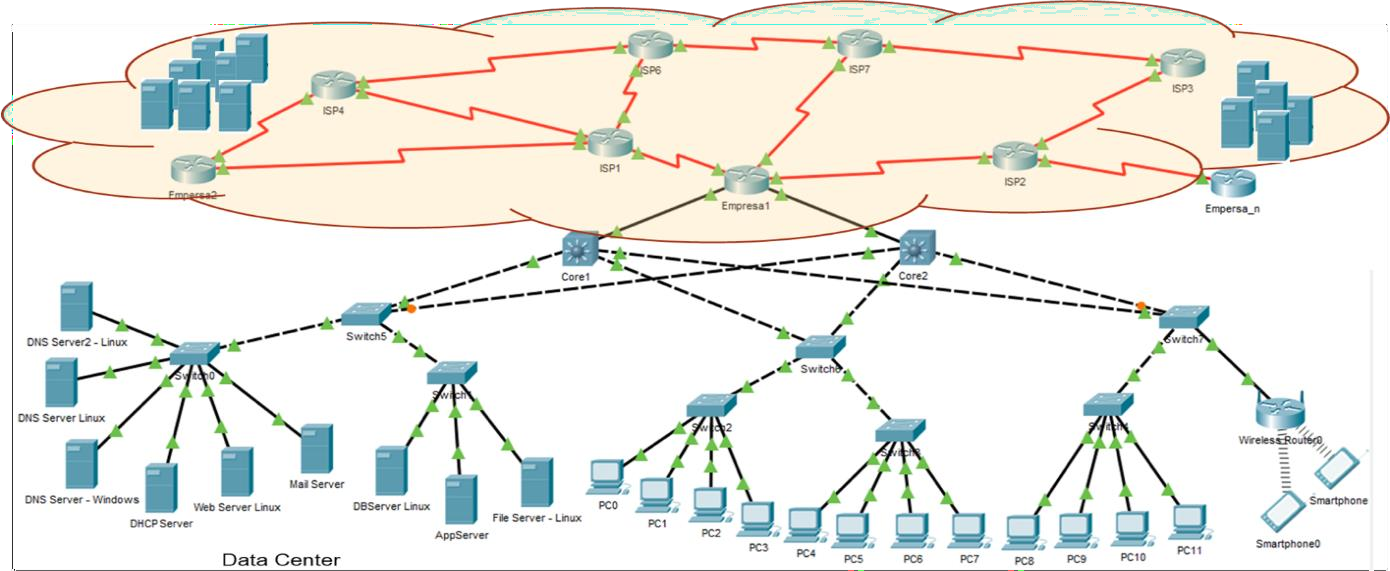 ISP6
ISP7
ISP3
ISP4
ISP1
ISP2
Empersa2
Empresa1
Empersa_n
Core1
Core2
DNS Server2 - Linux
Switch5
Switch7
Switch0
Switch6
DNS Server Linux
Switch1
Switch2
Switch4
Switch3
Wireless Router0
DNS Server - Windows
DHCP Server
Web Server Linux
Mail Server
DBServer Linux
AppServer
File Server - Linux
PC0
PC1
PC2
PC3
PC4
PC5
PC6
PC7
PC8
PC9
PC10
PC11
Smartphone
Smartphone0
Data Center